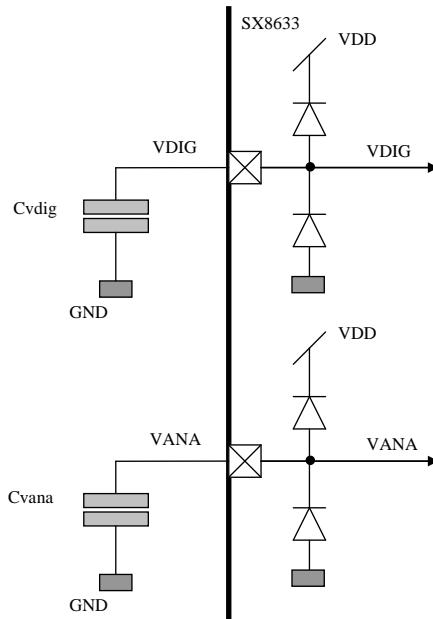 SX8633
VDD
VDIG
VDIG
Cvdig
GND
VDD
VANA
VANA
Cvana
GND